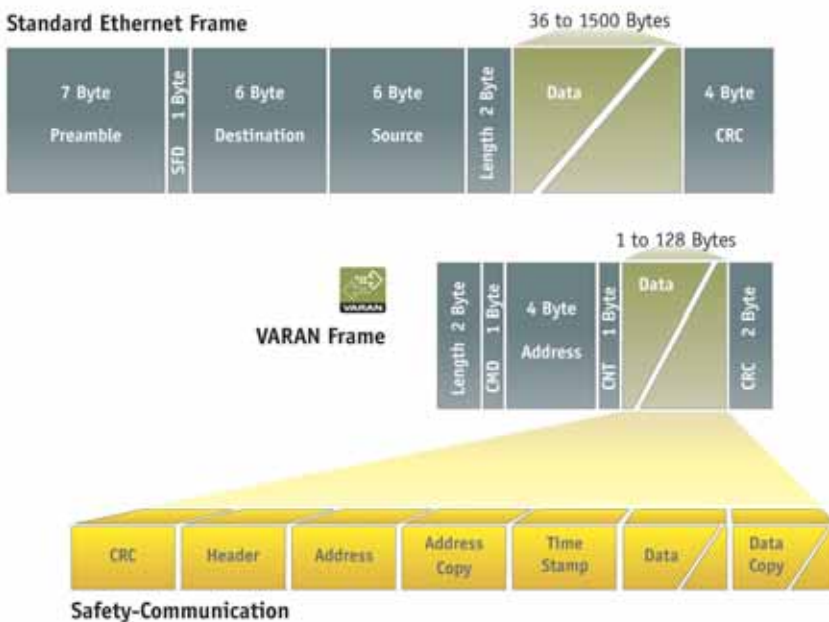 Standard Ethernet Frame
36 to 1500 Bytes
7 Byte
Preamble
SFD 1 Byte
6 Byte
Destination
6 Byte
Source
Length 2 Byte
Data
4 Byte
CRC
1 to 128 Bytes
VARAN
VARAN Frame
Length 2 Byte
CMD 1 Byte
4 Byte
Address
CNT 1 Byte
Data
CRC 2 Byte
CRC
Header
Address
Address
Copy
Time
Stamp
Data
Data
Copy
Safety-Communication